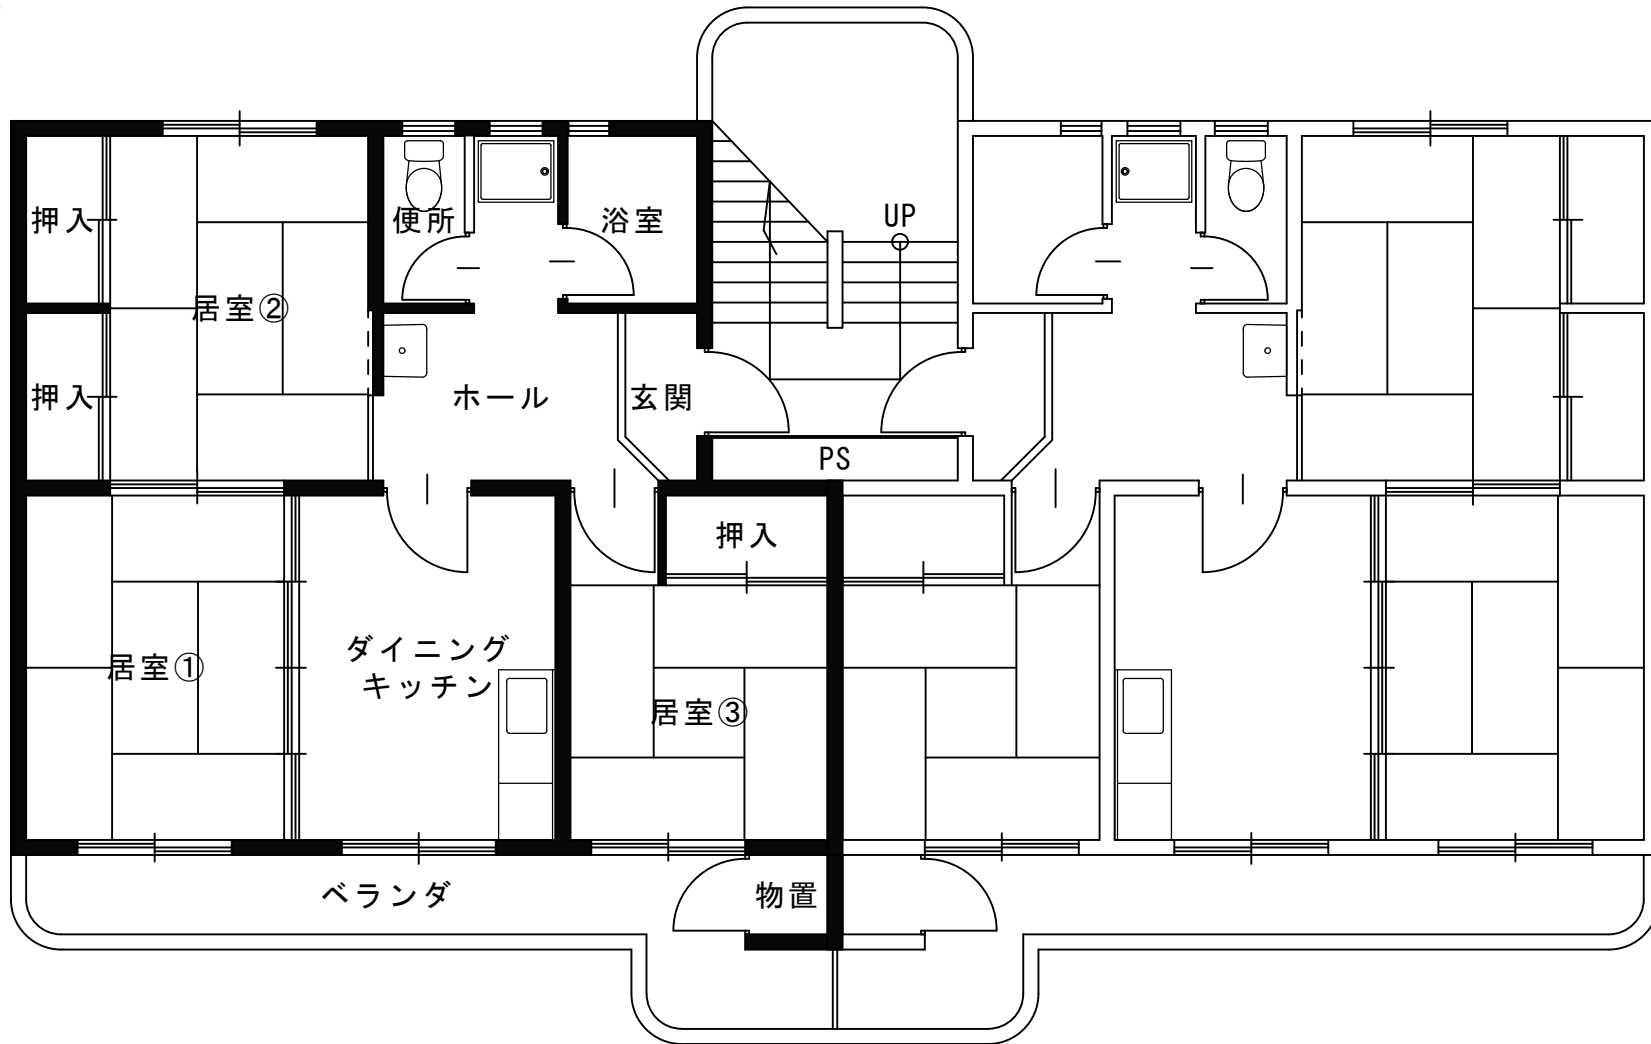 押入
便所
浴室
UP
居室②
押入
ホール
玄関
PS
押入
ダイニング
キッチン
居室①
居室③
ベランダ
物置